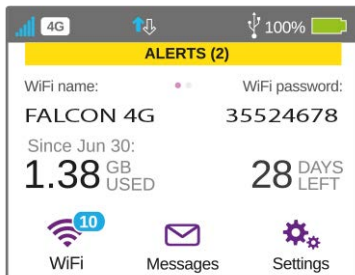 4G 100%
ALERTS (2)
WiFi name: WiFi password:
FALCON 4G 35524678
Since Jun 30:
1.38 GB USED 28 DAYS LEFT
10
WiFi Messages Settings